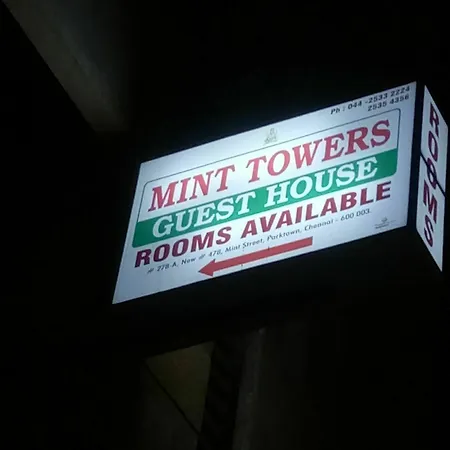 Ph : 044 -2533 2224
2535 4356
MINT TOWERS
GUEST HOUSE
ROOMS AVAILABLE
# 278-A, New # 478, Mint Street, Parktown, Chennai - 600 003.
ROOMS